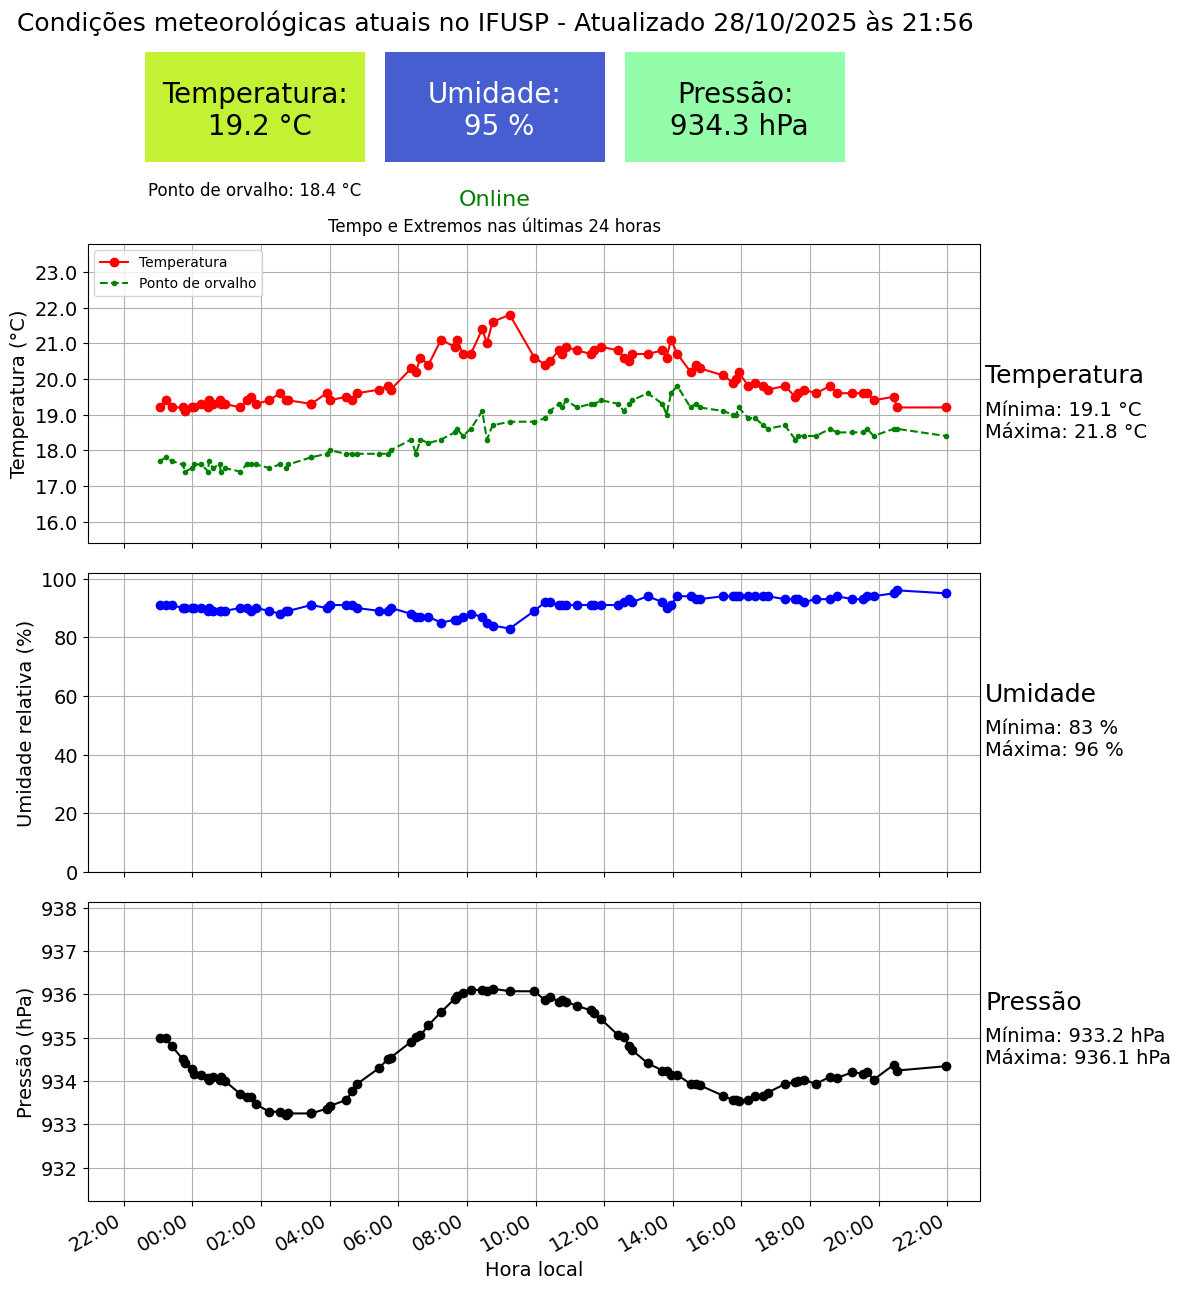 Condições meteorológicas atuais no IFUSP - Atualizado 28/10/2025 às 21:56
Temperatura:
19.2 °C
Umidade:
95 %
Pressão:
934.3 hPa
Ponto de orvalho: 18.4 °C
Online
Tempo e Extremos nas últimas 24 horas
Temperatura
Ponto de orvalho
Temperatura (°C)
23.0
22.0
21.0
20.0
19.0
18.0
17.0
16.0
Temperatura
Mínima: 19.1 °C
Máxima: 21.8 °C
Umidade relativa (%)
100
80
60
40
20
0
Umidade
Mínima: 83 %
Máxima: 96 %
Pressão (hPa)
938
937
936
935
934
933
932
Pressão
Mínima: 933.2 hPa
Máxima: 936.1 hPa
22:00 00:00 02:00 04:00 06:00 08:00 10:00 12:00 14:00 16:00 18:00 20:00 22:00
Hora local